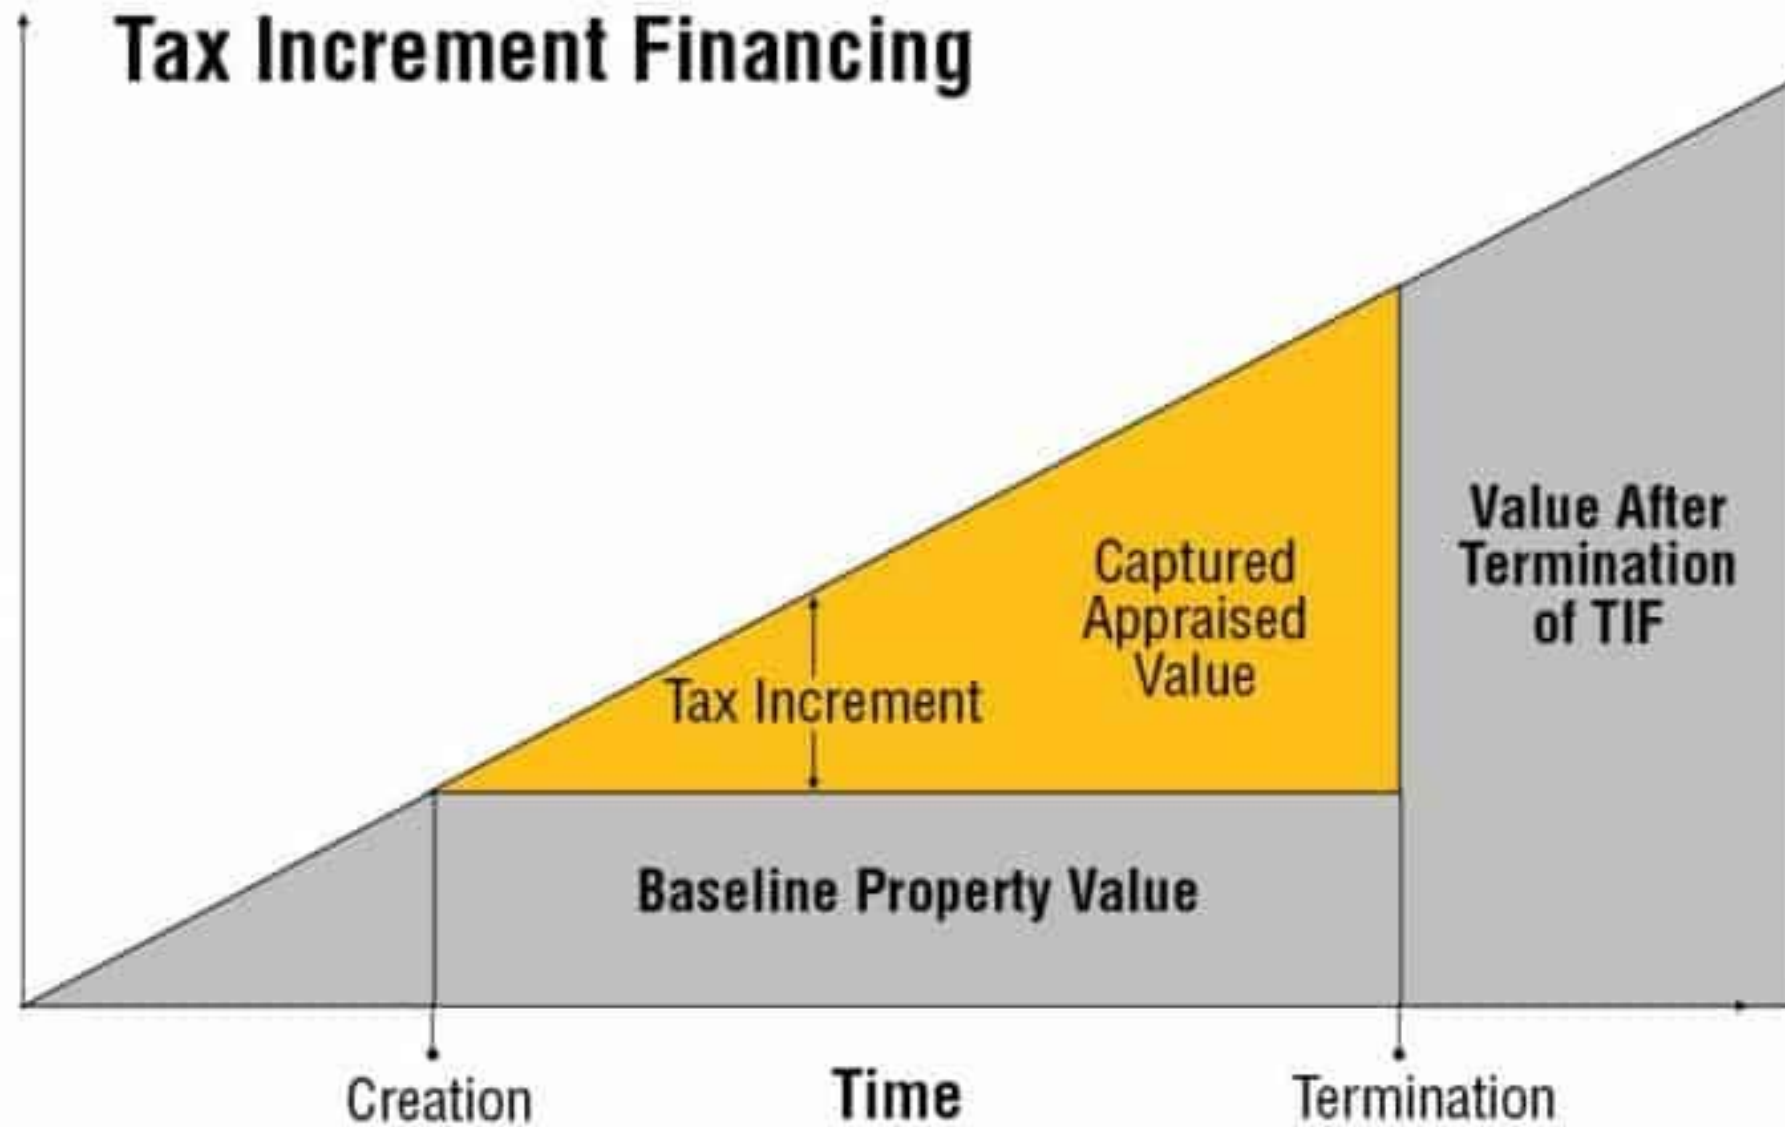 Tax Increment Financing
Captured
Appraised
Value
Value After
Termination
of TIF
Tax Increment
Baseline Property Value
Creation
Time
Termination